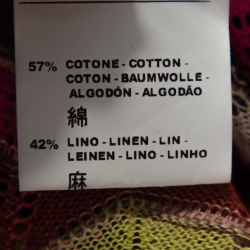 57% COTONE - COTTON -
COTON - BAUMWOLLE -
ALGODÓN - ALGODÃO
綿
42% LINO - LINEN - LIN -
LEINEN - LINO - LINHO
麻